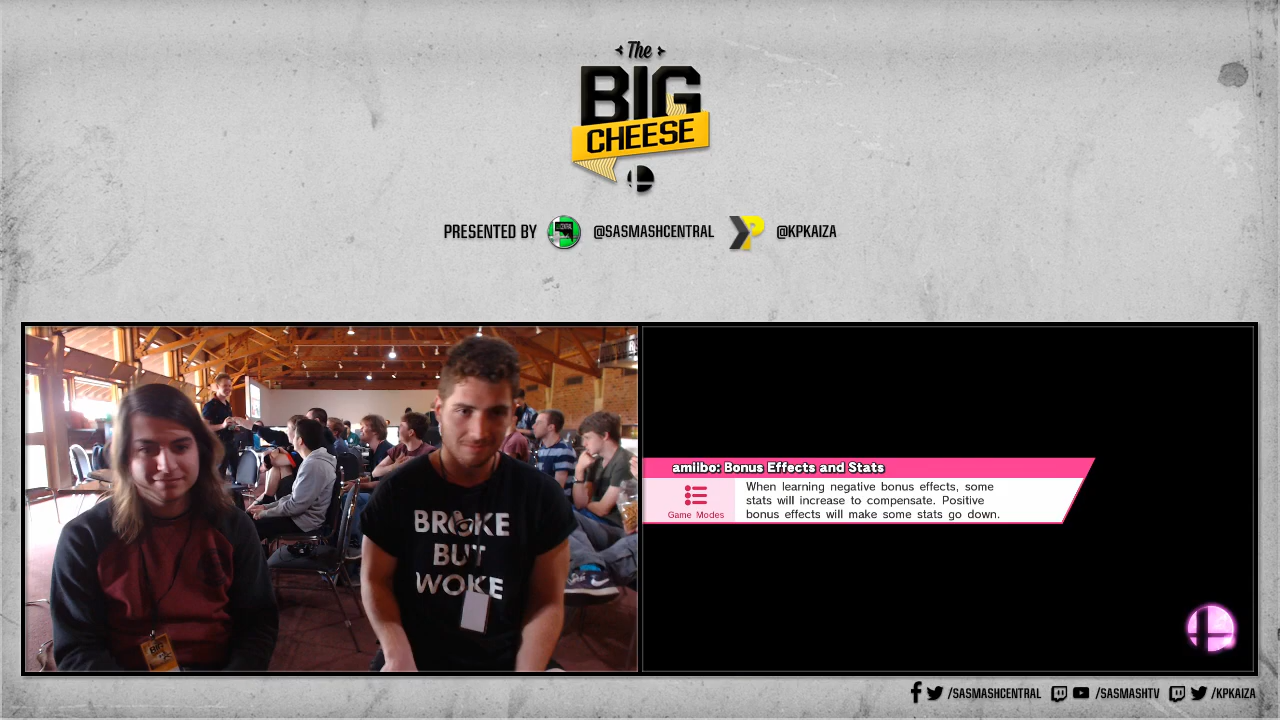 The
BIG
CHEESE
PRESENTED BY @SASMASHCENTRAL @KPKAIZA
BROKE
BUT
WOKE
BIG
amiibo: Bonus Effects and Stats
When learning negative bonus effects, some
stats will increase to compensate. Positive
bonus effects will make some stats go down.
Game Modes
/SASMASHCENTRAL /SASMASHTV /KPKAIZA